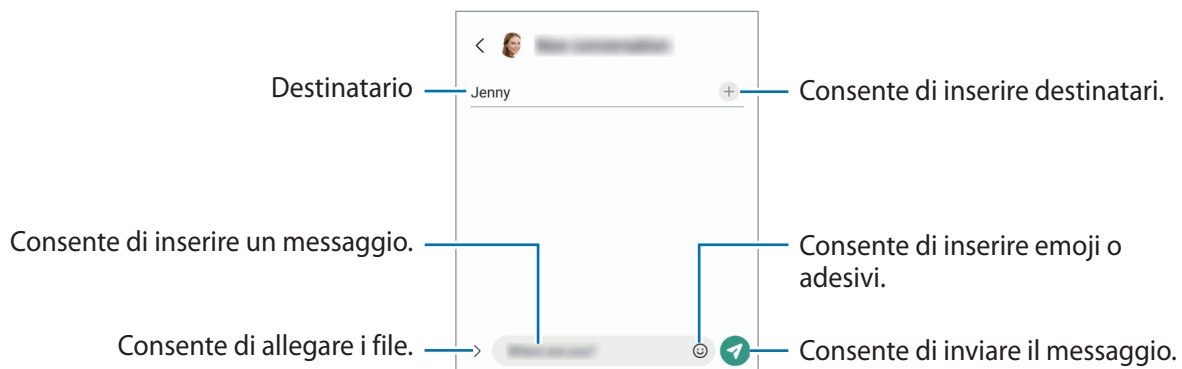 Destinatario
Jenny
Consente di inserire destinatari.
Consente di inserire un messaggio.
Consente di inserire emoji o
adesivi.
Consente di allegare i file.
Consente di inviare il messaggio.